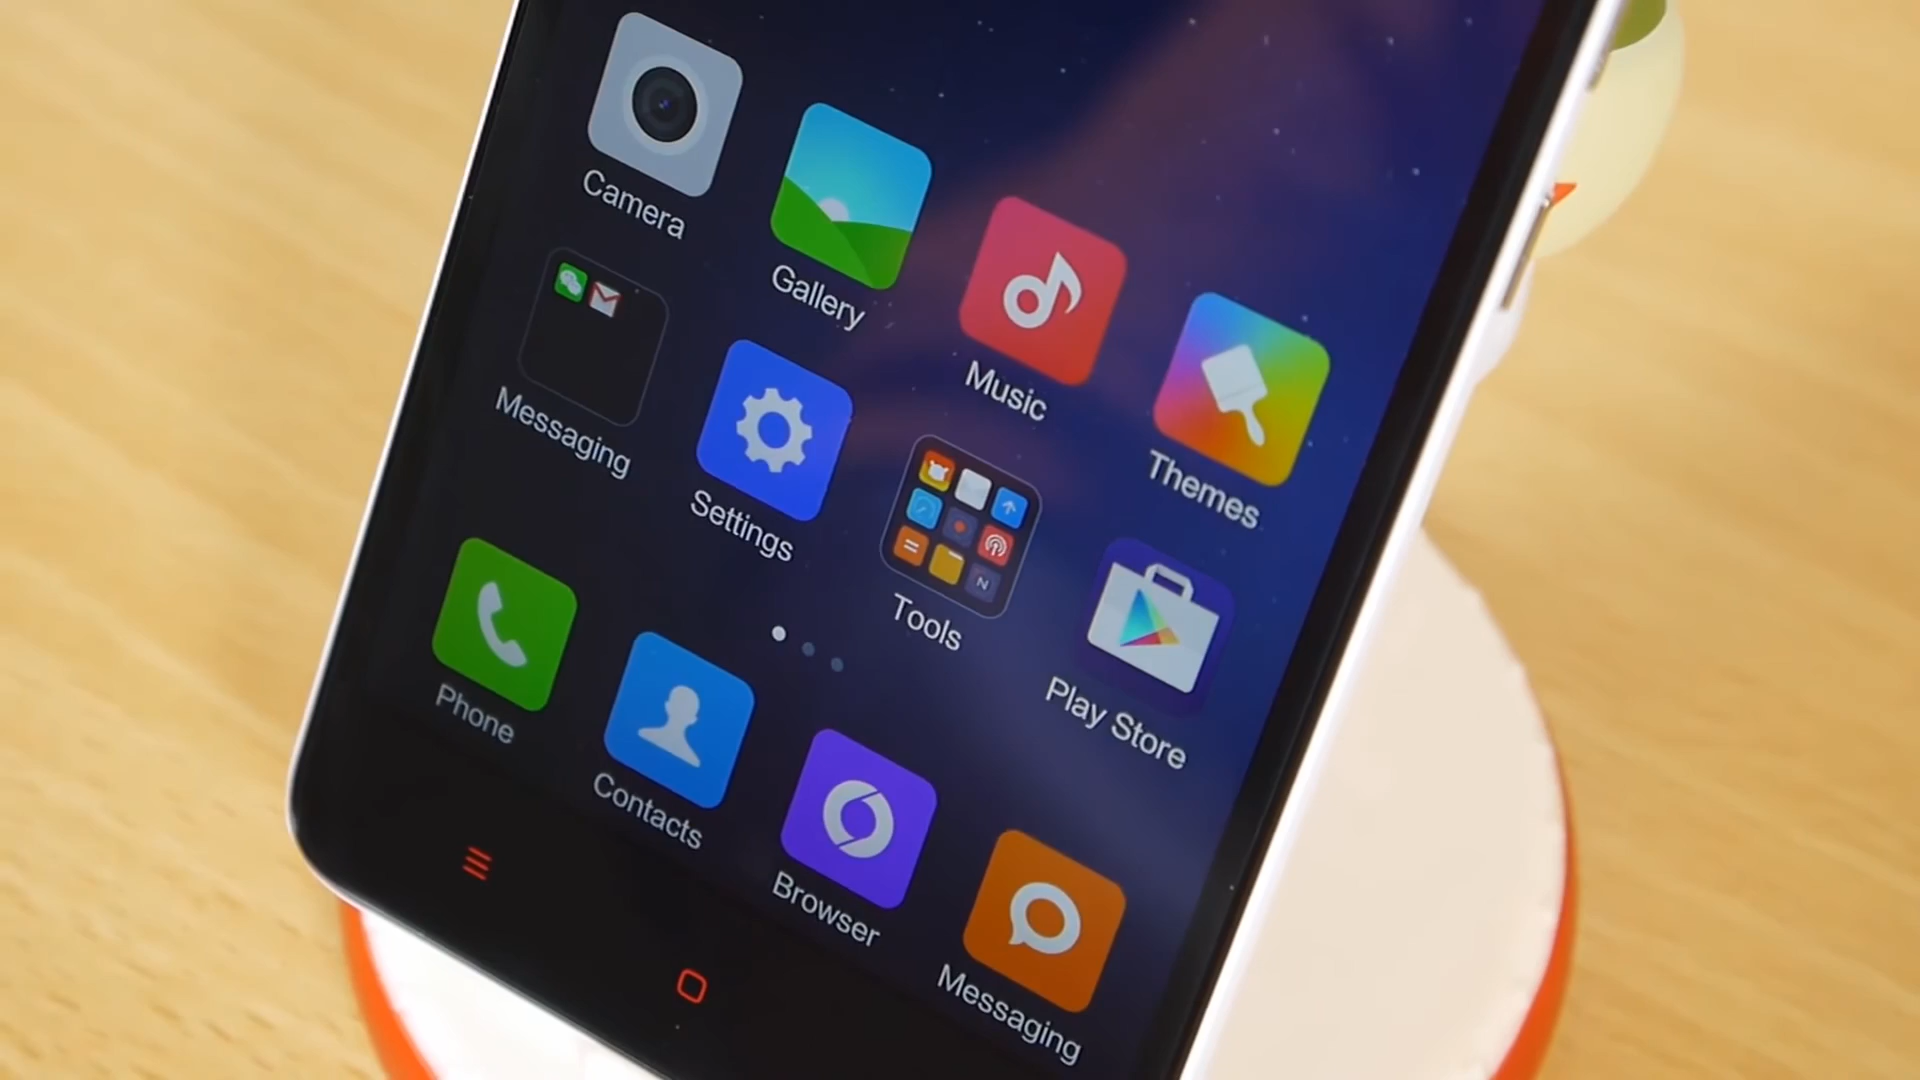 Camera
Gallery
Music
Themes
Messaging
Settings
Tools
Play Store
Phone
Contacts
Browser
Messaging